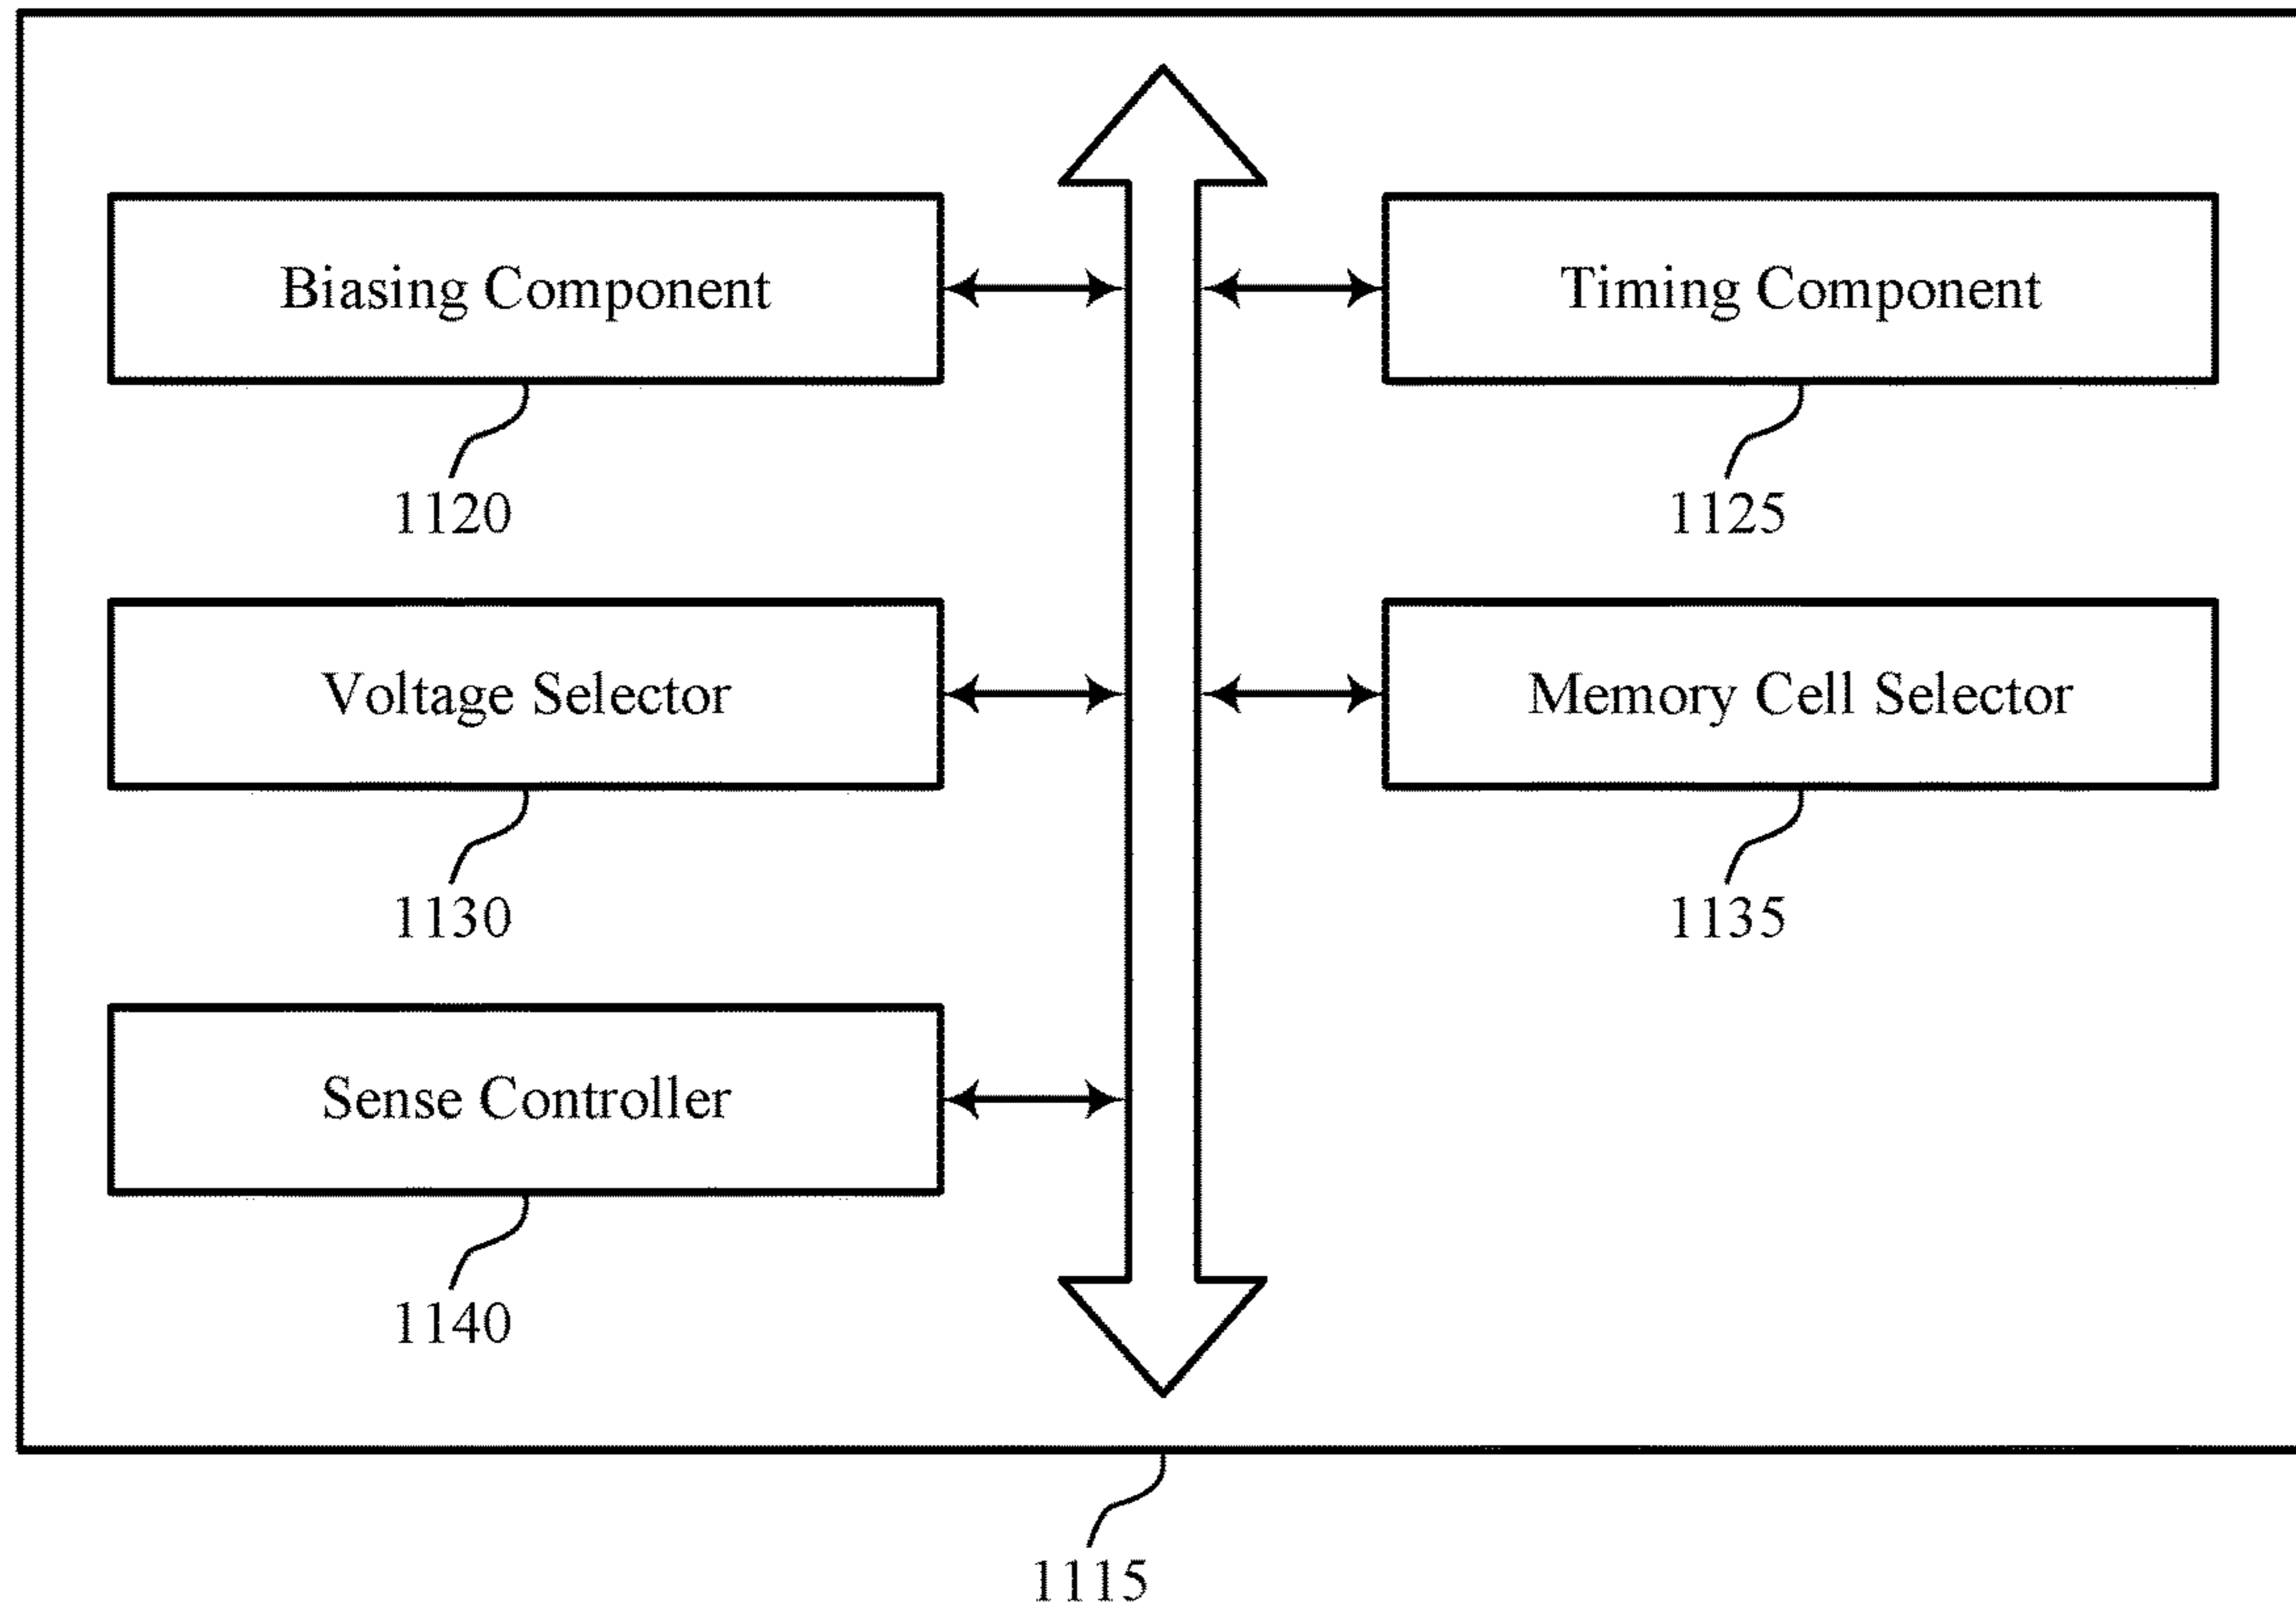 Biasing Component
Timing Component
1120
1125
Voltage Selector
Memory Cell Selector
1130
1135
Sense Controller
1140
1115